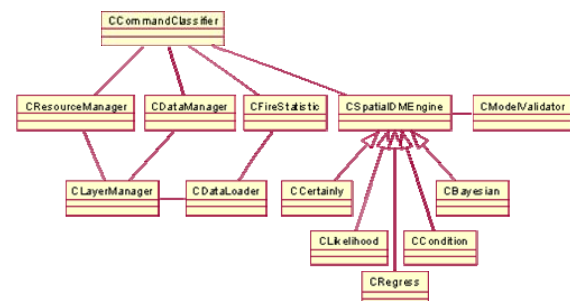 CCommandClassifier
CResourceManager
CDataManager
CFireStatistic
CSpatialDMEngine
CModelValidator
CLayerManager
CDataLoader
CCertainly
CBayesian
CLikelihood
CCondition
CRegress